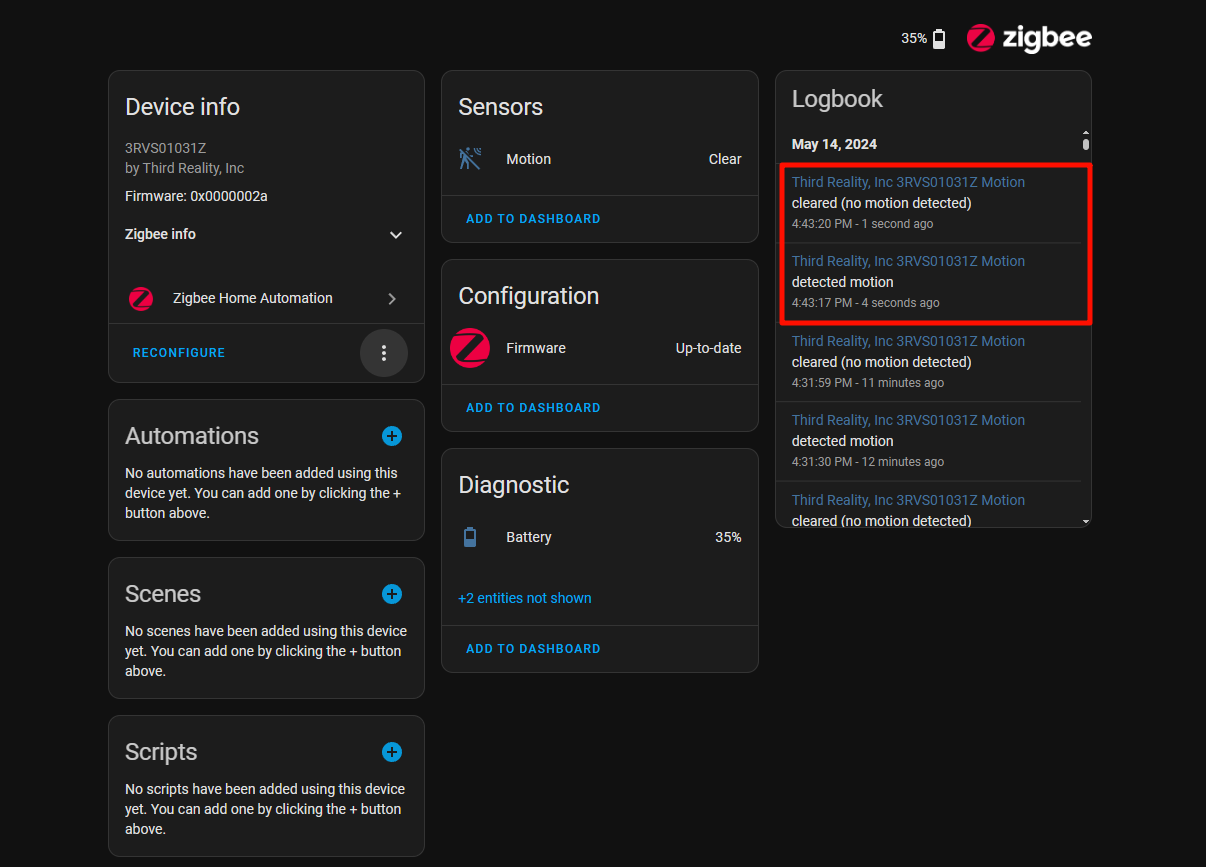 35%
zigbee
Device info
3RVS01031Z
by Third Reality, Inc
Firmware: 0x0000002a
Zigbee info
Zigbee Home Automation
RECONFIGURE
Automations
No automations have been added using this
device yet. You can add one by clicking the +
button above.
Scenes
No scenes have been added using this device
yet. You can add one by clicking the + button
above.
Scripts
No scripts have been added using this device
yet. You can add one by clicking the + button
above.
Sensors
Motion Clear
ADD TO DASHBOARD
Configuration
Firmware Up-to-date
ADD TO DASHBOARD
Diagnostic
Battery 35%
+2 entities not shown
ADD TO DASHBOARD
Logbook
May 14, 2024
Third Reality, Inc 3RVS01031Z Motion
cleared (no motion detected)
4:43:20 PM - 1 second ago
Third Reality, Inc 3RVS01031Z Motion
detected motion
4:43:17 PM - 4 seconds ago
Third Reality, Inc 3RVS01031Z Motion
cleared (no motion detected)
4:31:59 PM - 11 minutes ago
Third Reality, Inc 3RVS01031Z Motion
detected motion
4:31:30 PM - 12 minutes ago
Third Reality, Inc 3RVS01031Z Motion
cleared (no motion detected)